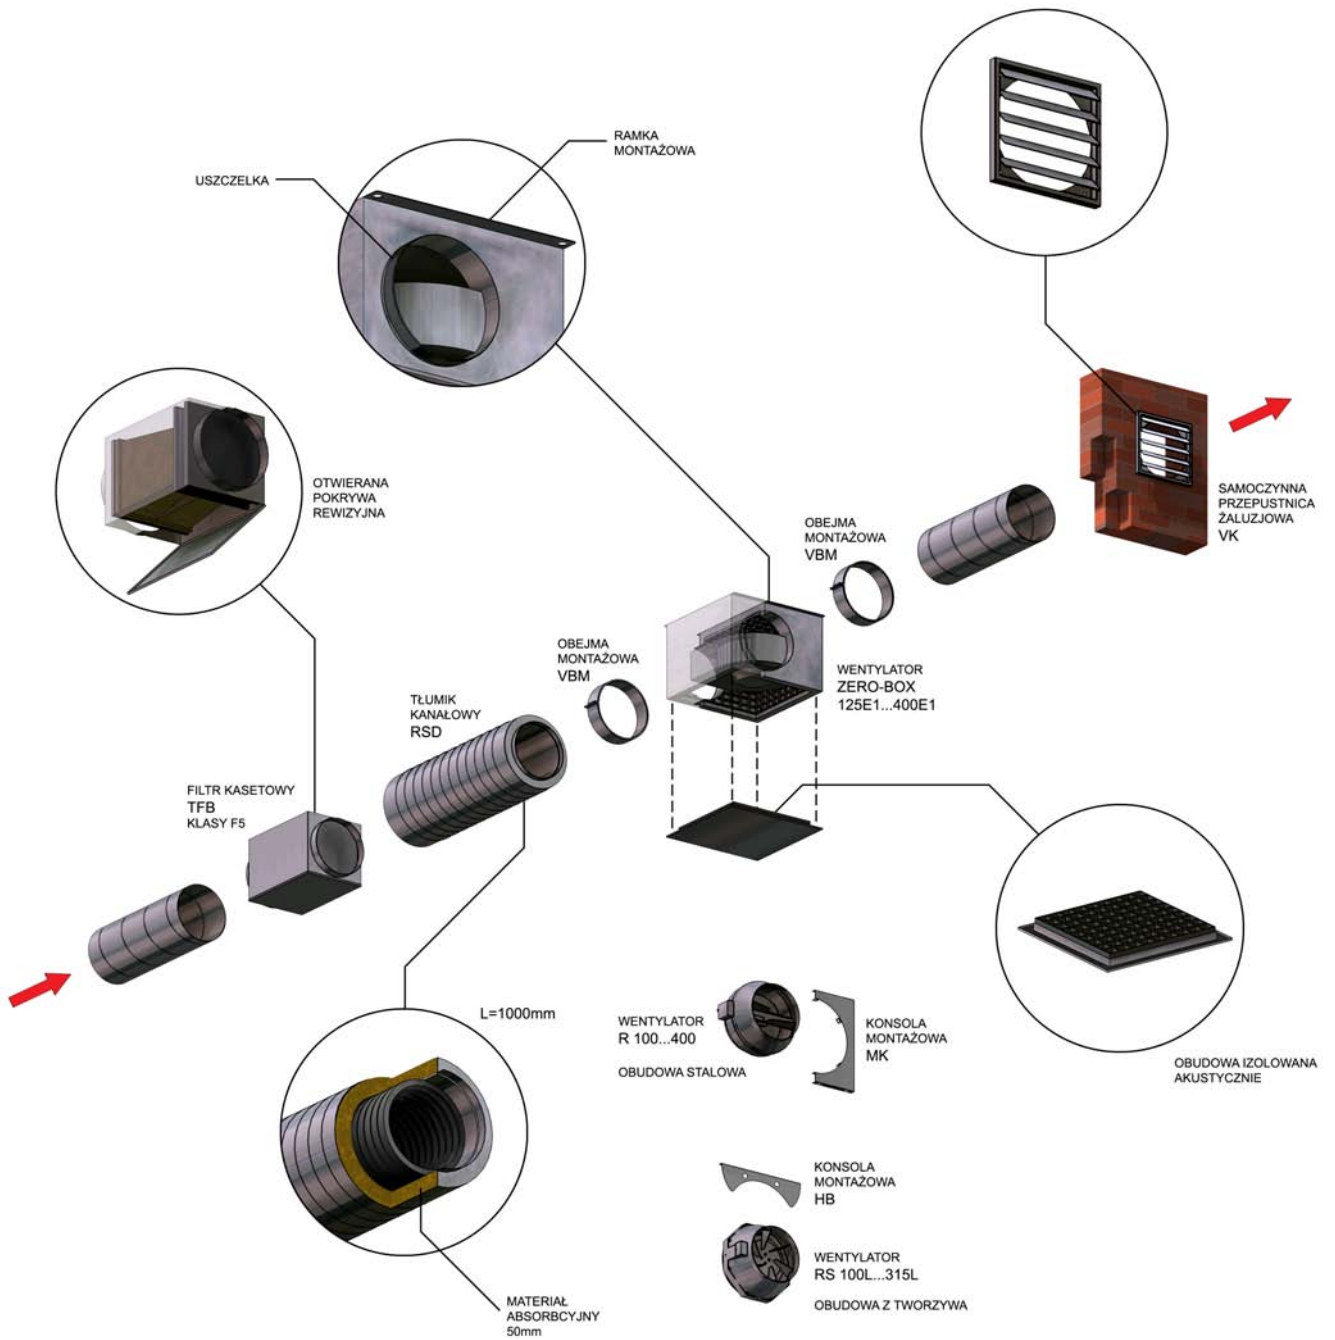 RAMKA
MONTAŻOWA
USZCZELKA
OTWIERANA
POKRYWA
REWIZYJNA
SAMOCZYNNA
PRZEPUSTNICA
ŻALUZJOWA
VK
OBEJMA
MONTAŻOWA
VBM
OBEJMA
MONTAŻOWA
VBM
WENTYLATOR
ZERO-BOX
125E1...400E1
TŁUMIK
KANAŁOWY
RSD
FILTR KASETOWY
TFB
KLASY F5
L=1000mm
WENTYLATOR
R 100...400
OBUDOWA STALOWA
KONSOLA
MONTAŻOWA
MK
OBUDOWA IZOLOWANA
AKUSTYCZNIE
KONSOLA
MONTAŻOWA
HB
WENTYLATOR
RS 100L...315L
OBUDOWA Z TWORZYWA
MATERIAŁ
ABSORBCYJNY
50mm